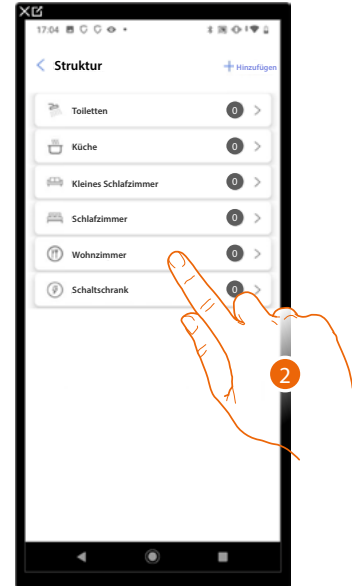 17:04
Struktur
Hinzufügen
Toiletten 0
Küche 0
Kleines Schlafzimmer 0
Schlafzimmer 0
Wohnzimmer 0
Schaltschrank 0
2